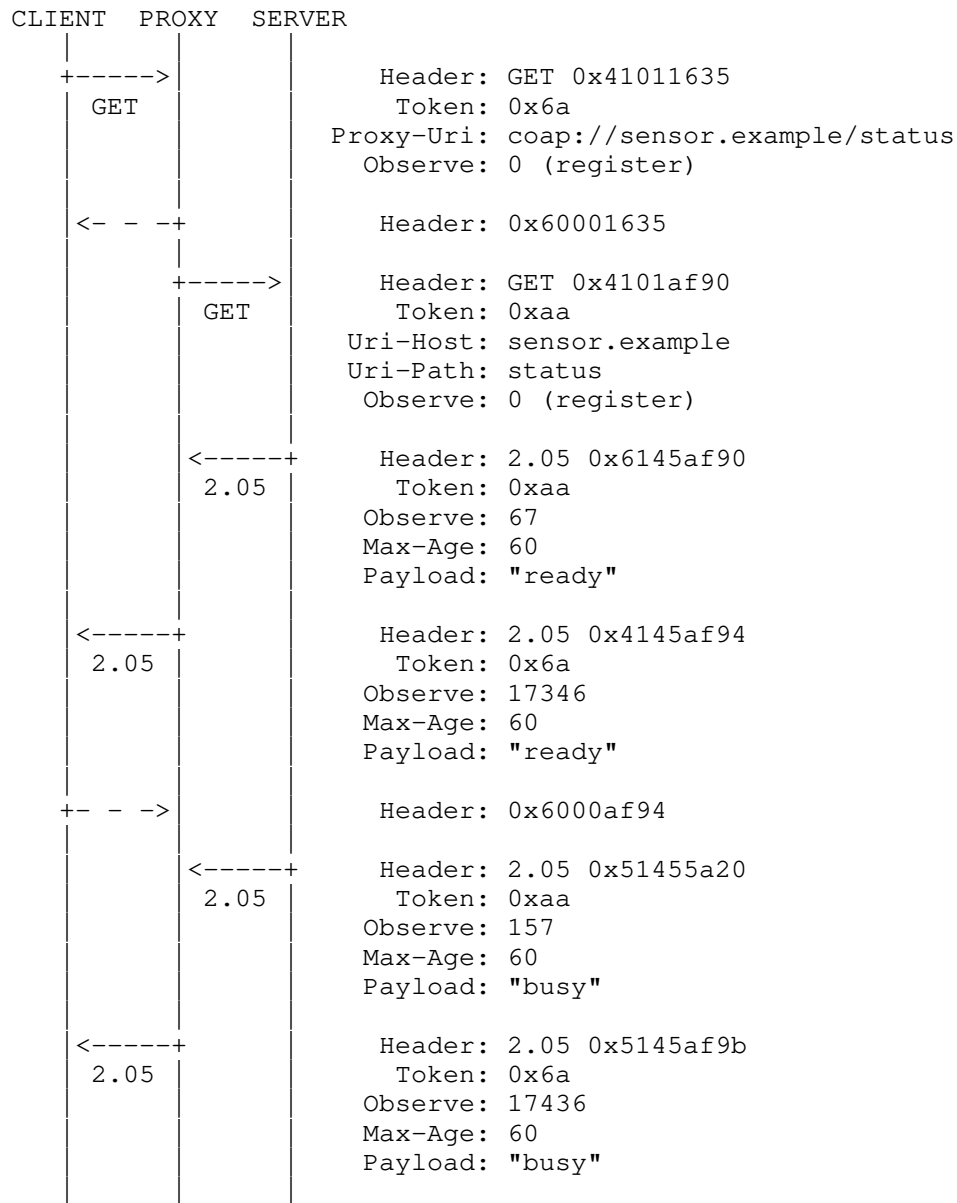 CLIENT PROXY SERVER
+-----> Header: GET 0x41011635
GET Token: 0x6a
Proxy-Uri: coap://sensor.example/status
Observe: 0 (register)
<- - -+ Header: 0x60001635
+-----> Header: GET 0x4101af90
GET Token: 0xaa
Uri-Host: sensor.example
Uri-Path: status
Observe: 0 (register)
<-----+ Header: 2.05 0x6145af90
2.05 Token: 0xaa
Observe: 67
Max-Age: 60
Payload: "ready"
<-----+ Header: 2.05 0x4145af94
2.05 Token: 0x6a
Observe: 17346
Max-Age: 60
Payload: "ready"
+- - -> Header: 0x6000af94
<-----+ Header: 2.05 0x51455a20
2.05 Token: 0xaa
Observe: 157
Max-Age: 60
Payload: "busy"
<-----+ Header: 2.05 0x5145af9b
2.05 Token: 0x6a
Observe: 17436
Max-Age: 60
Payload: "busy"